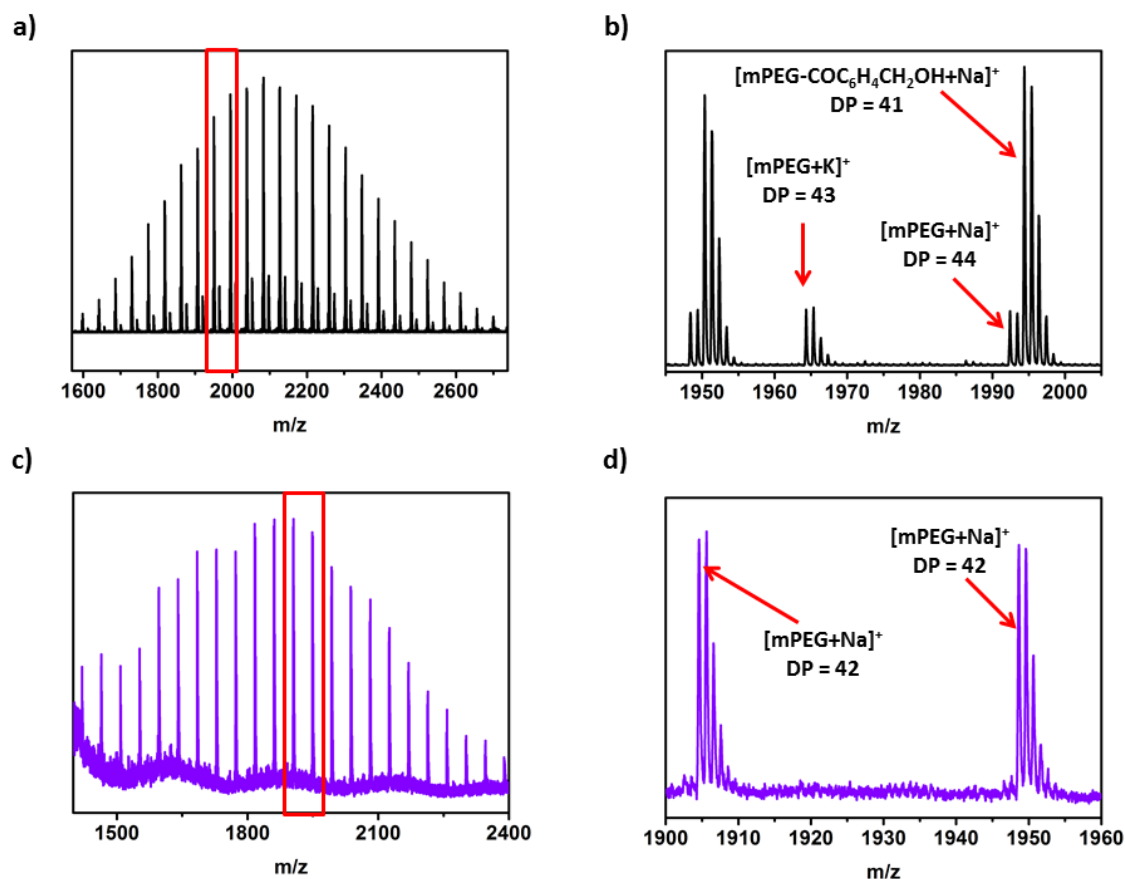 a)
1600 1800 2000 2200 2400 2600
m/z
b)
[mPEG-COC₆H₄CH₂OH+Na]⁺
DP = 41
[mPEG+K]⁺
DP = 43
[mPEG+Na]⁺
DP = 44
1950 1960 1970 1980 1990 2000
m/z
c)
1500 1800 2100 2400
m/z
d)
[mPEG+Na]⁺
DP = 42
[mPEG+Na]⁺
DP = 42
1900 1910 1920 1930 1940 1950 1960
m/z